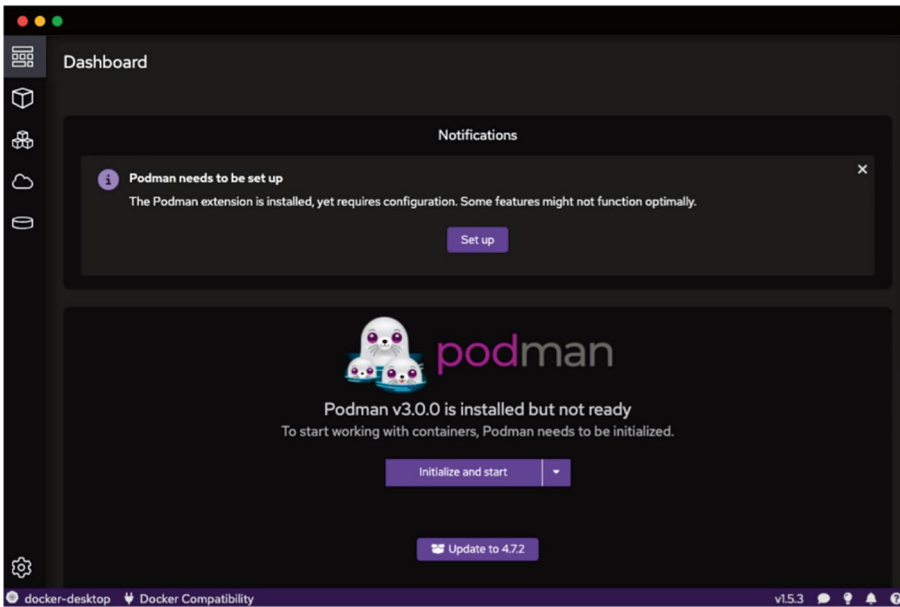 Dashboard
Notifications
i
Podman needs to be set up
The Podman extension is installed, yet requires configuration. Some features might not function optimally.
Set up
podman
Podman v3.0.0 is installed but not ready
To start working with containers, Podman needs to be initialized.
Initialize and start
Update to 4.7.2
docker-desktop Docker Compatibility v1.5.3 ?